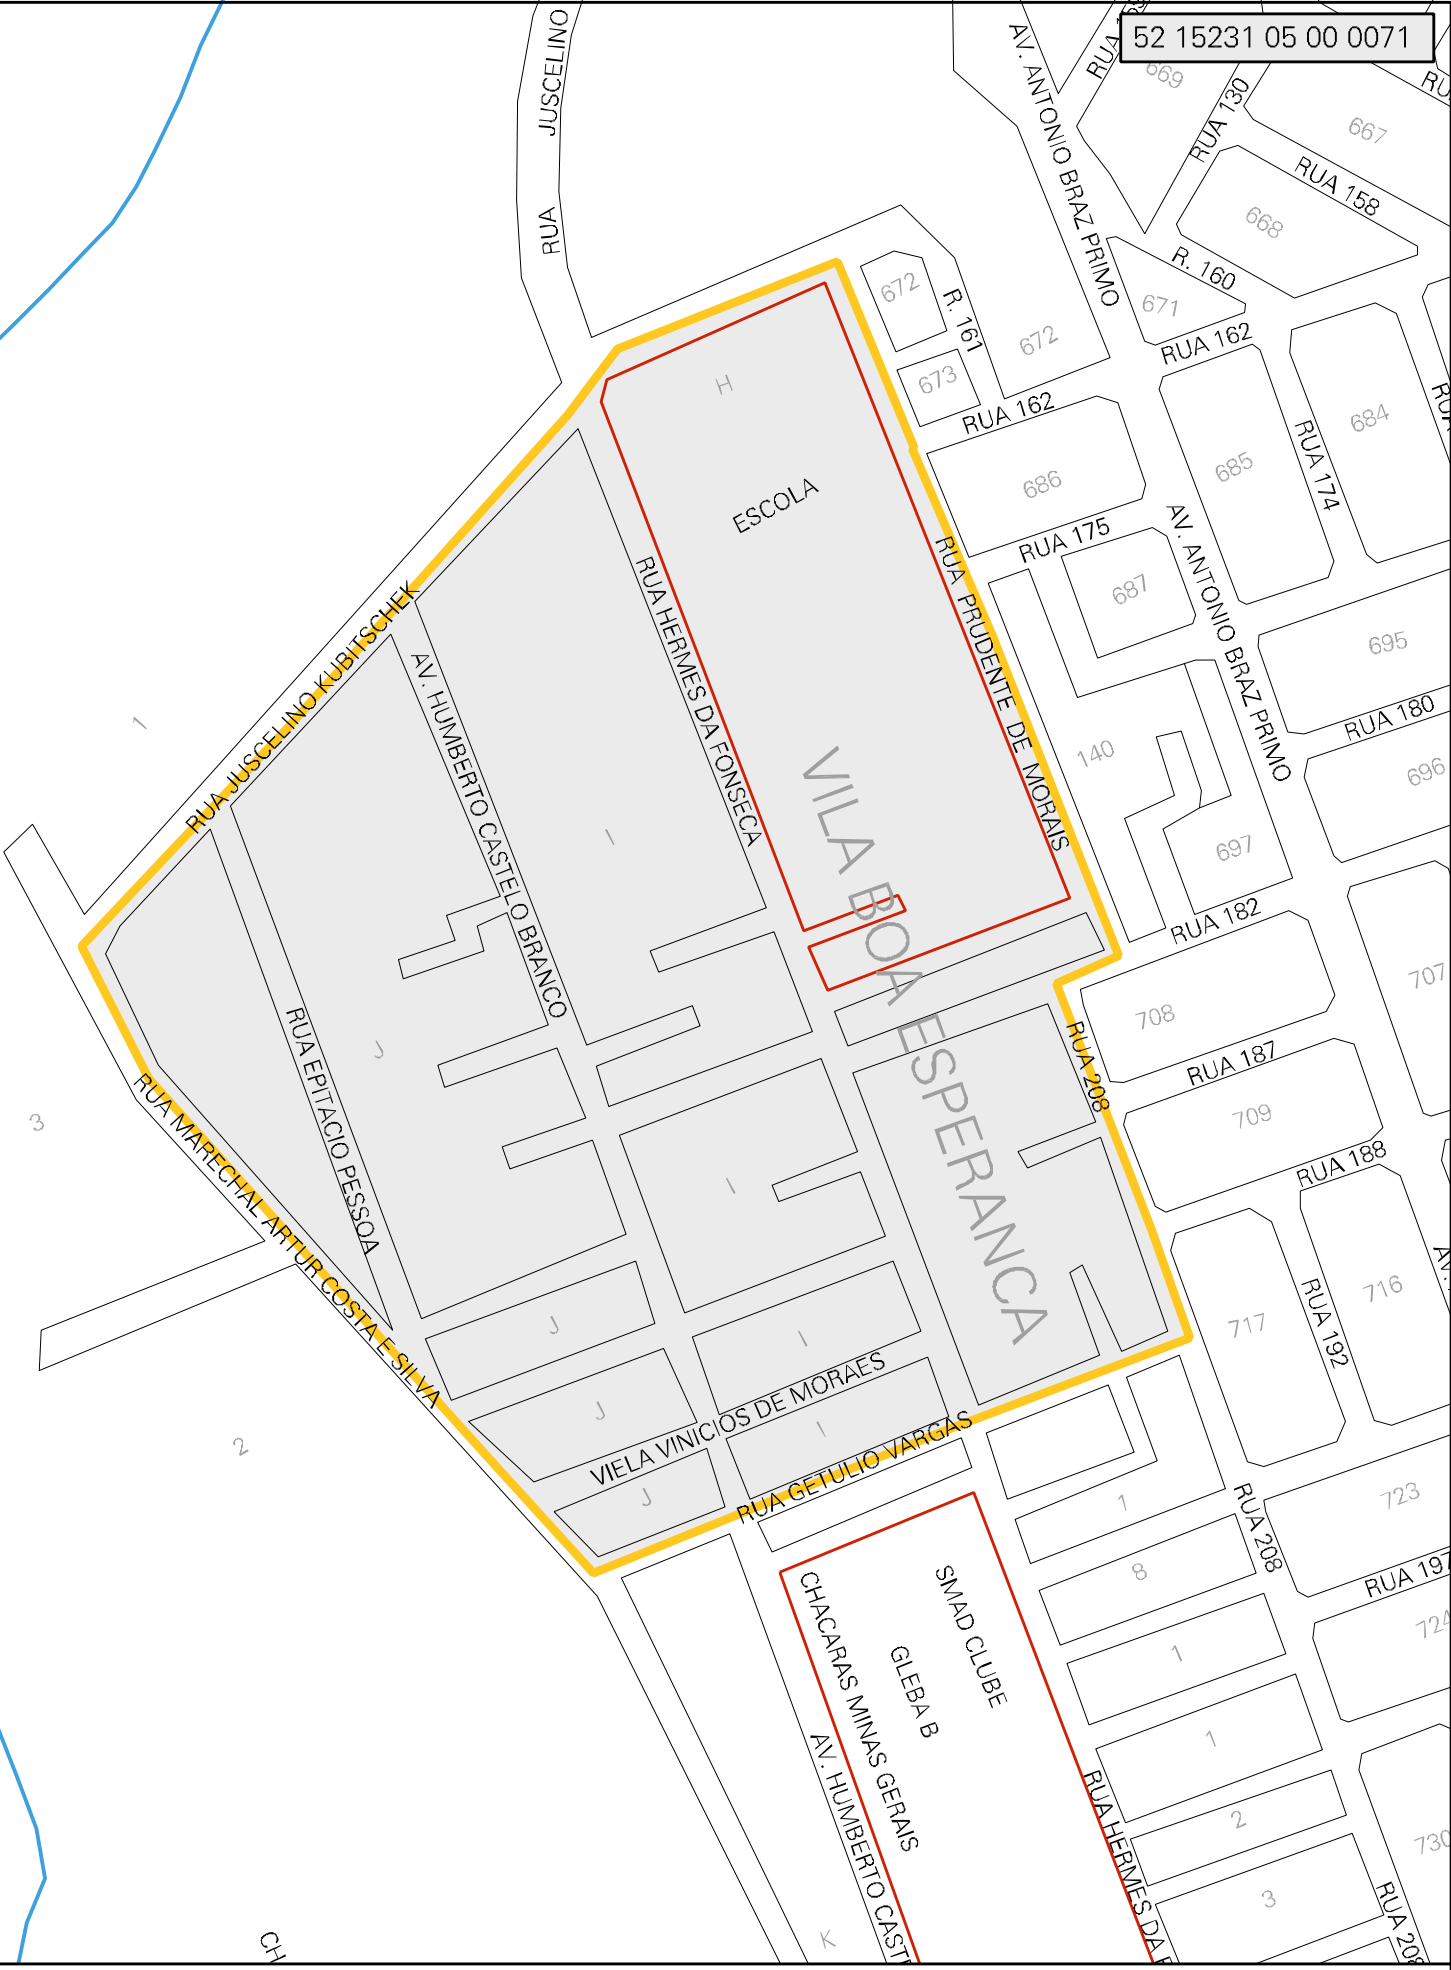 52 15231 05 00 0071
RUA JUSCELINO
AV. ANTONIO BRAZ PRIMO
669
RUA 130
667
RUA 158
668
R. 160
671
RUA 162
672
R. 161
672
673
RUA 162
684
685
RUA 174
686
RUA 175
687
AV. ANTONIO BRAZ PRIMO
695
RUA 180
696
H
ESCOLA
RUA PRUDENTE DE MORAIS
RUA HERMES DA FONSECA
RUA JUSCELINO KUBITSCHEK
AV. HUMBERTO CASTELO BRANCO
1
I
140
697
RUA 182
707
VILA BOA ESPERANCA
708
RUA 187
RUA 208
709
RUA 188
J
RUA EPITACIO PESSOA
3
RUA MARECHAL ARTUR COSTA E SILVA
I
716
717
RUA 192
J
I
J
VIELA VINICIOS DE MORAES
I
J
RUA GETULIO VARGAS
2
1
723
RUA 208
RUA 197
8
724
1
SMAD CLUBE
GLEBA B
CHACARAS MINAS GERAIS
AV. HUMBERTO CASTE
1
RUA HERMES DA F
2
730
3
RUA 208
K
CH